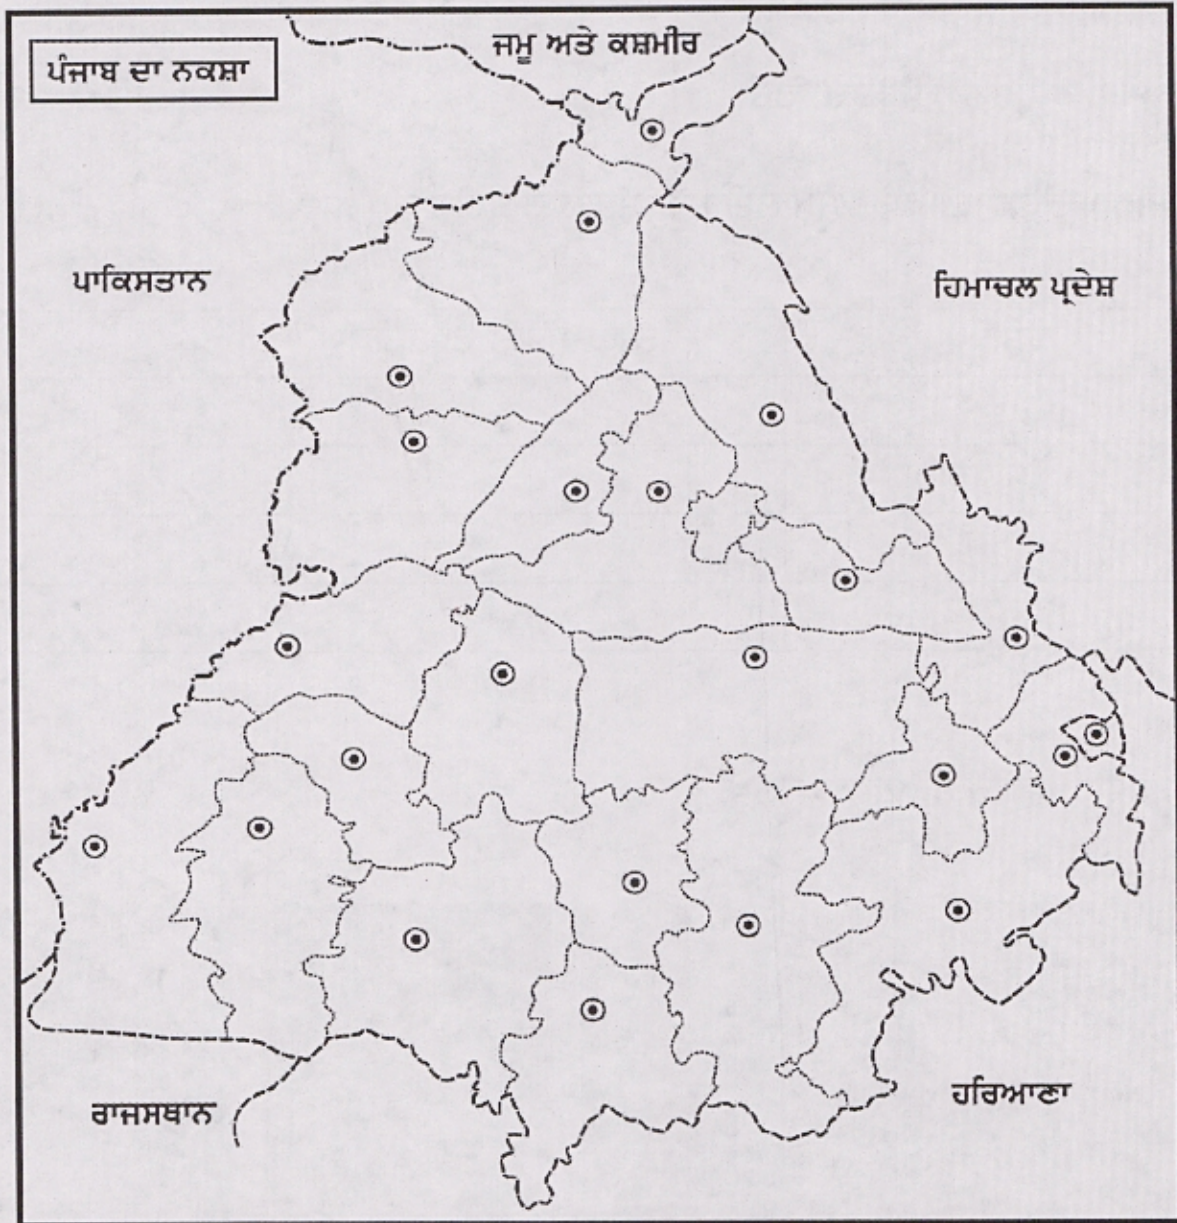 ਪੰਜਾਬ ਦਾ ਨਕਸ਼ਾ
ਜਮੂ ਅਤੇ ਕਸ਼ਮੀਰ
ਪਾਕਿਸਤਾਨ
ਹਿਮਾਚਲ ਪ੍ਰਦੇਸ਼
ਰਾਜਸਥਾਨ
ਹਰਿਆਣਾ